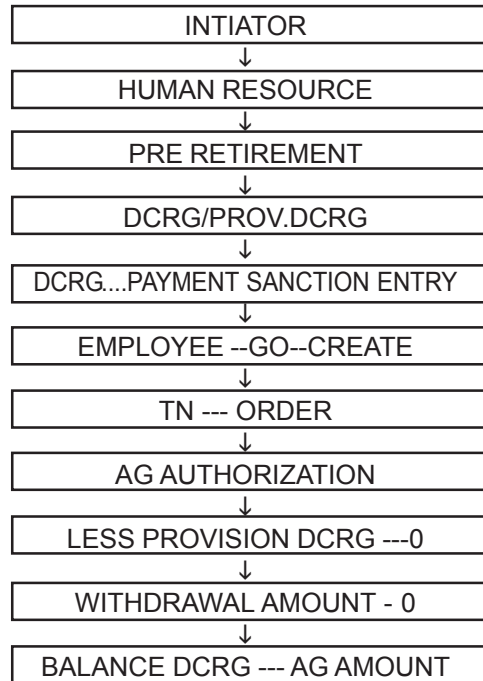 INTIATOR
↓
HUMAN RESOURCE
↓
PRE RETIREMENT
↓
DCRG/PROV.DCRG
↓
DCRG....PAYMENT SANCTION ENTRY
↓
EMPLOYEE --GO--CREATE
↓
TN --- ORDER
↓
AG AUTHORIZATION
↓
LESS PROVISION DCRG ---0
↓
WITHDRAWAL AMOUNT - 0
↓
BALANCE DCRG --- AG AMOUNT